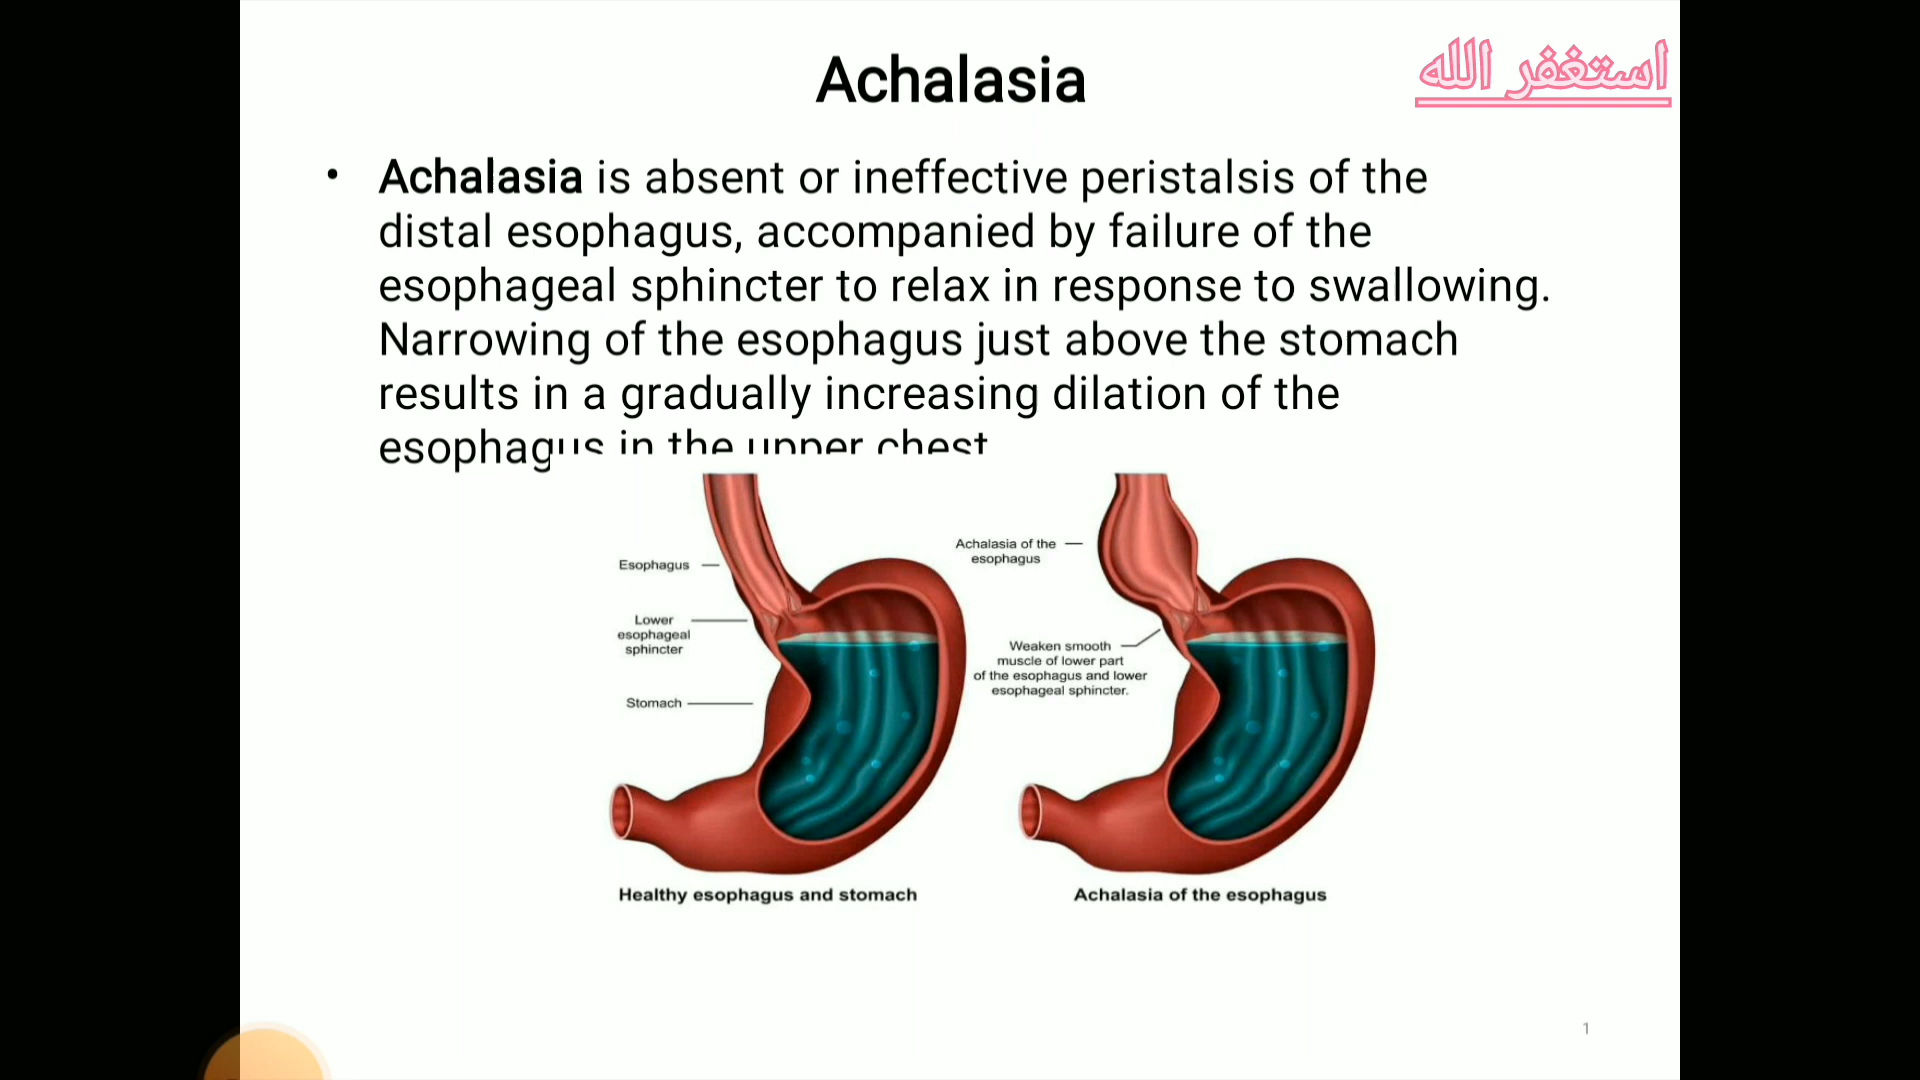 Achalasia
استغفر الله
• Achalasia is absent or ineffective peristalsis of the
distal esophagus, accompanied by failure of the
esophageal sphincter to relax in response to swallowing.
Narrowing of the esophagus just above the stomach
results in a gradually increasing dilation of the
esophagus in the upper chest
Esophagus
Lower
esophageal
sphincter
Stomach
Healthy esophagus and stomach
Achalasia of the
esophagus
Weaken smooth
muscle of lower part
of the esophagus and lower
esophageal sphincter.
Achalasia of the esophagus
1